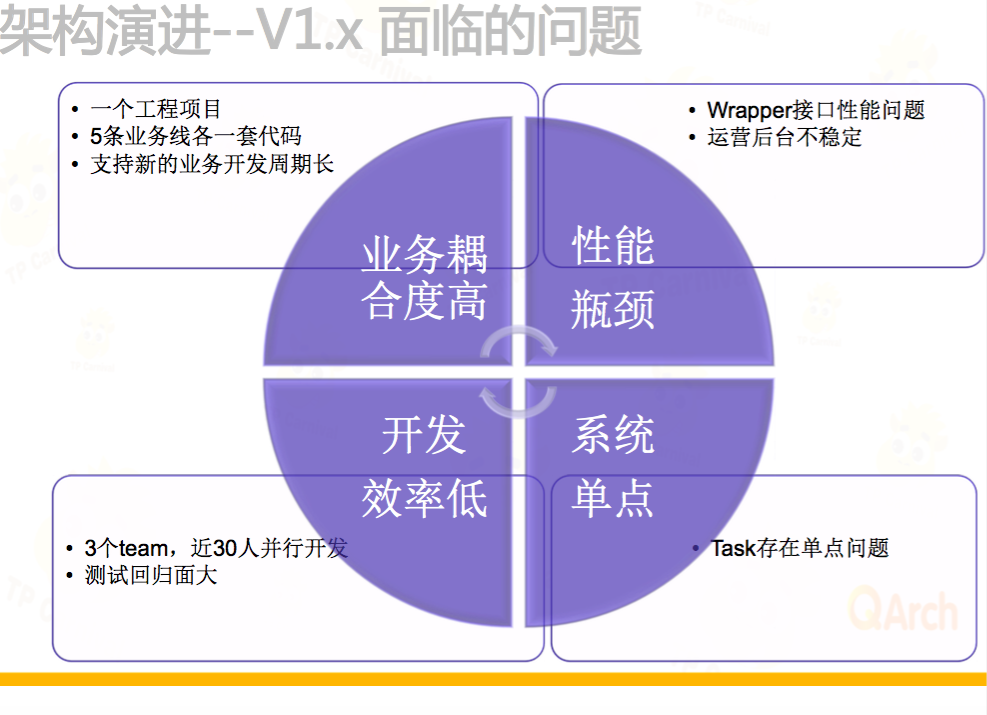 架构演进--V1.x 面临的问题
• 一个工程项目
• 5条业务线各一套代码
• 支持新的业务开发周期长
• Wrapper接口性能问题
• 运营后台不稳定
业务耦
合度高
性能
瓶颈
开发
效率低
系统
单点
• 3个team，近30人并行开发
• 测试回归面大
• Task存在单点问题
QArch
TP Carnival